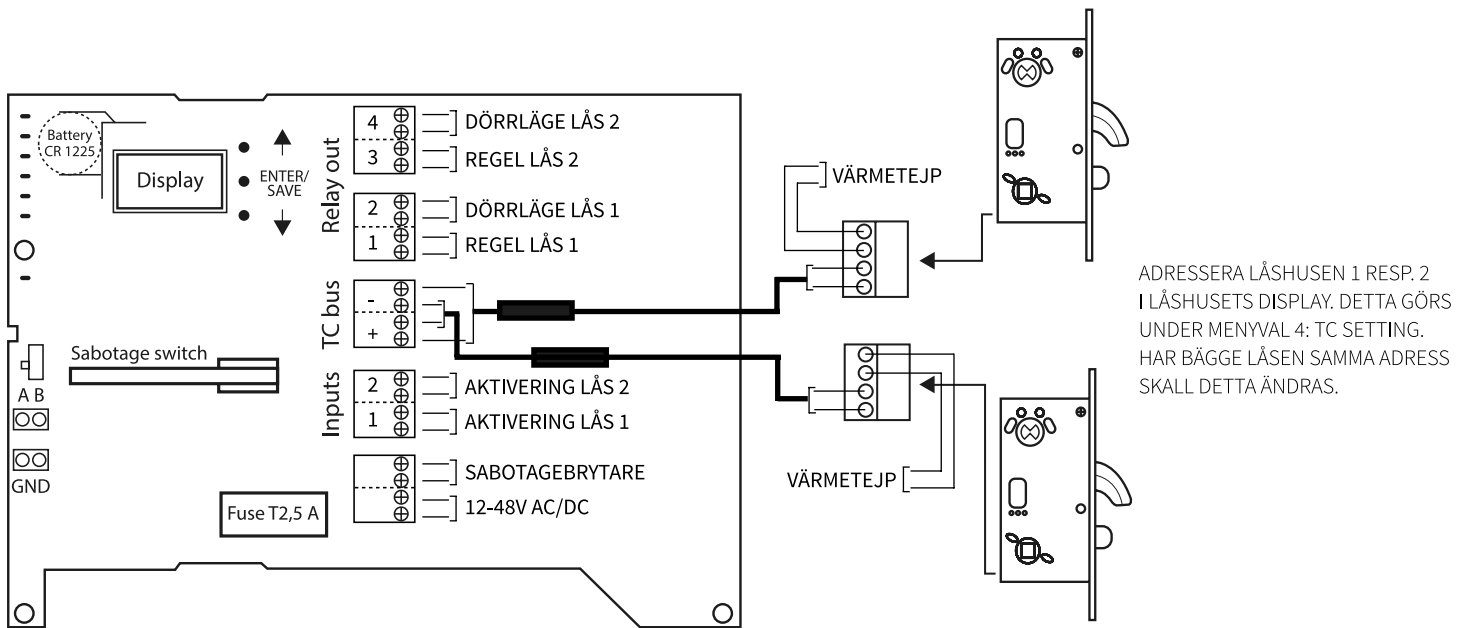 Battery
CR 1225
Display
ENTER/
SAVE
Relay out
4
DÖRRLÄGE LÅS 2
3
REGEL LÅS 2
2
DÖRRLÄGE LÅS 1
1
REGEL LÅS 1
TC bus
-
+
Sabotage switch
A B
GND
Inputs
2
AKTIVERING LÅS 2
1
AKTIVERING LÅS 1
SABOTAGEBRYTARE
12-48V AC/DC
Fuse T2,5 A
VÄRMETEJP
VÄRMETEJP
ADRESSERA LÅSHUSEN 1 RESP. 2
I LÅSHUSETS DISPLAY. DETTA GÖRS
UNDER MENYVAL 4: TC SETTING.
HAR BÄGGE LÅSEN SAMMA ADRESS
SKALL DETTA ÄNDRAS.